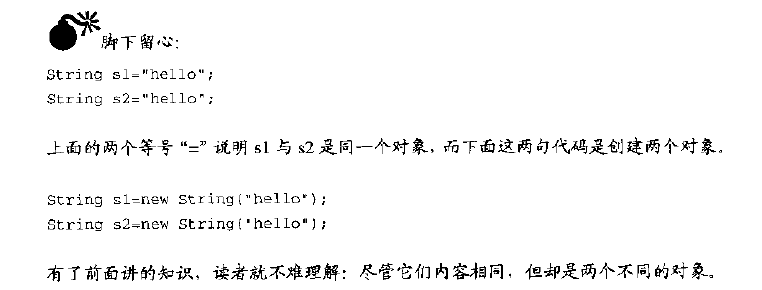 脚下留心：
String s1="hello";
String s2="hello";
上面的两个等号“=”说明 s1 与 s2 是同一个对象，而下面这两句代码是创建两个对象。
String s1=new String("hello");
String s2=new String("hello");
有了前面讲的知识，读者就不难理解：尽管它们内容相同，但却是两个不同的对象。